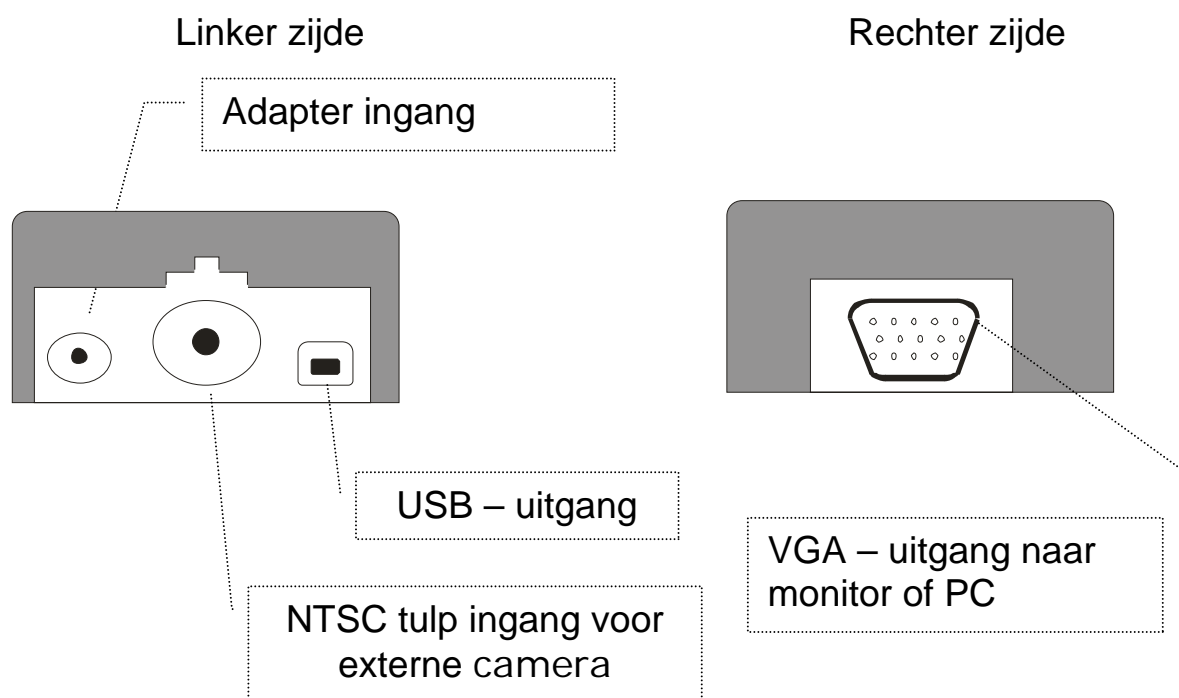 Linker zijde
Rechter zijde
Adapter ingang
USB – uitgang
VGA – uitgang naar
monitor of PC
NTSC tulp ingang voor
externe camera